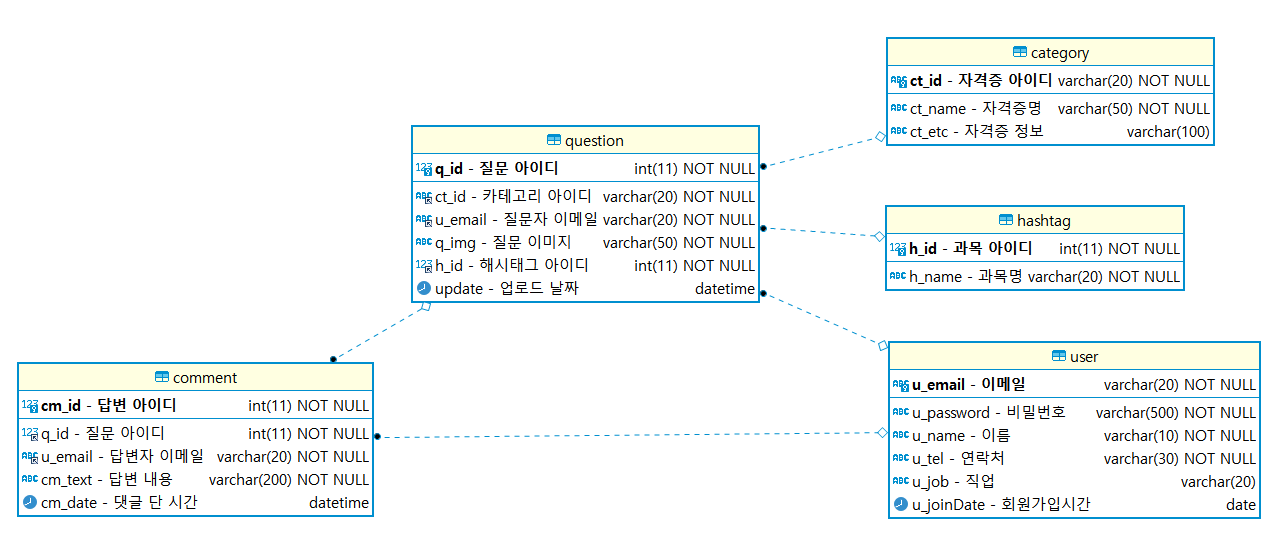 category
ct_id - 자격증 아이디 varchar(20) NOT NULL
ct_name - 자격증명 varchar(50) NOT NULL
ct_etc - 자격증 정보 varchar(100)
question
q_id - 질문 아이디 int(11) NOT NULL
ct_id - 카테고리 아이디 varchar(20) NOT NULL
u_email - 질문자 이메일 varchar(20) NOT NULL
q_img - 질문 이미지 varchar(50) NOT NULL
h_id - 해시태그 아이디 int(11) NOT NULL
update - 업로드 날짜 datetime
hashtag
h_id - 과목 아이디 int(11) NOT NULL
h_name - 과목명 varchar(20) NOT NULL
comment
cm_id - 답변 아이디 int(11) NOT NULL
q_id - 질문 아이디 int(11) NOT NULL
u_email - 답변자 이메일 varchar(20) NOT NULL
cm_text - 답변 내용 varchar(200) NOT NULL
cm_date - 댓글 단 시간 datetime
user
u_email - 이메일 varchar(20) NOT NULL
u_password - 비밀번호 varchar(500) NOT NULL
u_name - 이름 varchar(10) NOT NULL
u_tel - 연락처 varchar(30) NOT NULL
u_job - 직업 varchar(20)
u_joinDate - 회원가입시간 date